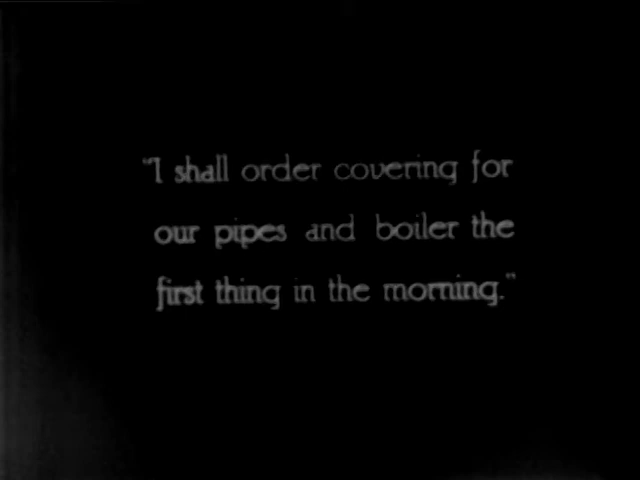 "I shall order covering for
our pipes and boiler the
first thing in the morning."